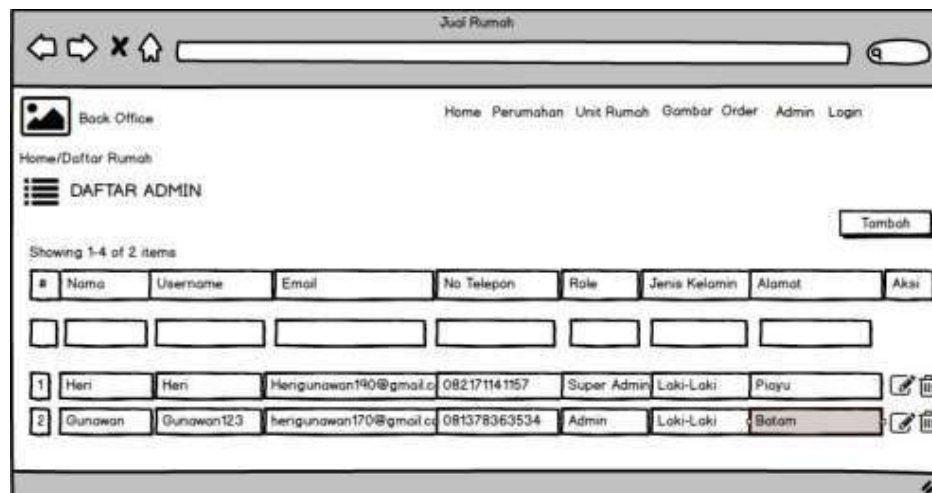 Jual Rumah
Back Office
Home Perumahan Unit Rumah Gambar Order Admin Login
Home/Daftar Rumah
DAFTAR ADMIN
Tambah
Showing 1-4 of 2 items
# Nama Username Email No Telepon Role Jenis Kelamin Alamat Aksi
1 Heri Heri Herigunawan190@gmail.c 082171141157 Super Admin Laki-Laki Piayu
2 Gunawan Gunawan123 herigunawan170@gmail.cc 081378363534 Admin Laki-Laki Batam